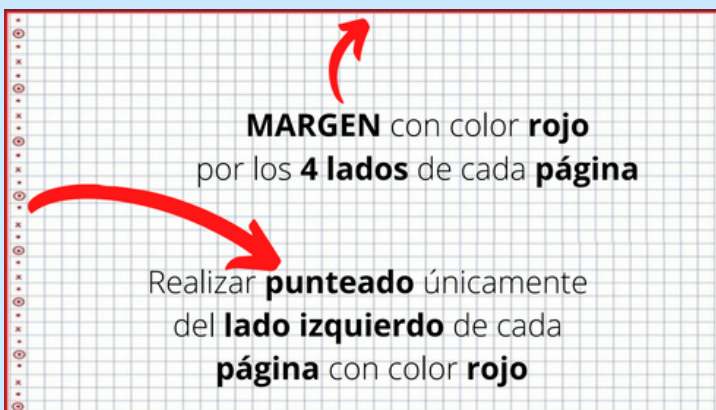 MARGEN con color rojo
por los 4 lados de cada página
Realizar punteado únicamente
del lado izquierdo de cada
página con color rojo